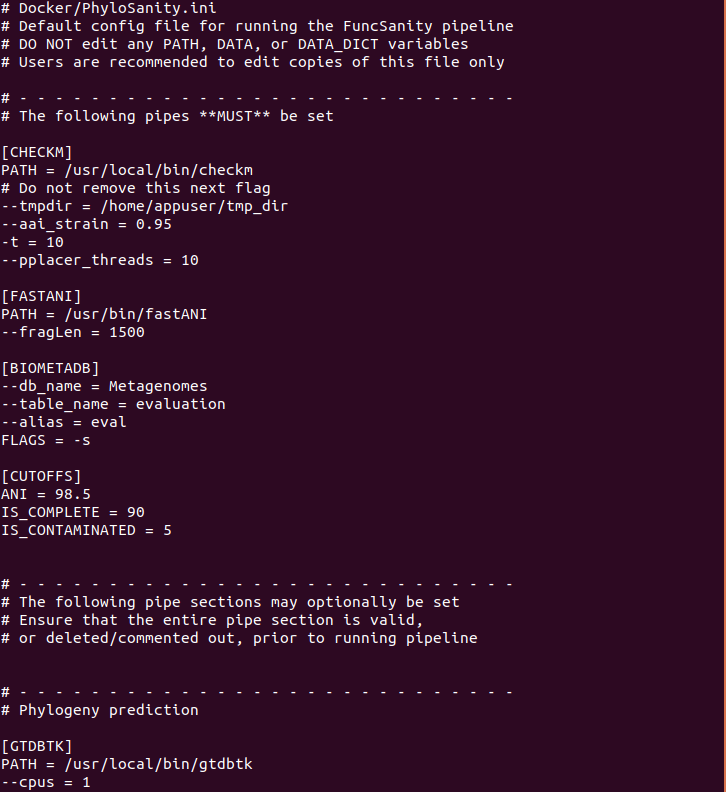 # Docker/PhyloSanity.ini
# Default config file for running the FuncSanity pipeline
# DO NOT edit any PATH, DATA, or DATA_DICT variables
# Users are recommended to edit copies of this file only
# - - - - - - - - - - - - - - - - - - - - - - - - - - - -
# The following pipes **MUST** be set
[CHECKM]
PATH = /usr/local/bin/checkm
# Do not remove this next flag
--tmpdir = /home/appuser/tmp_dir
--aai_strain = 0.95
-t = 10
--pplacer_threads = 10
[FASTANI]
PATH = /usr/bin/fastANI
--fragLen = 1500
[BIOMETADB]
--db_name = Metagenomes
--table_name = evaluation
--alias = eval
FLAGS = -s
[CUTOFFS]
ANI = 98.5
IS_COMPLETE = 90
IS_CONTAMINATED = 5
# - - - - - - - - - - - - - - - - - - - - - - - - - - - -
# The following pipe sections may optionally be set
# Ensure that the entire pipe section is valid,
# or deleted/commented out, prior to running pipeline
# - - - - - - - - - - - - - - - - - - - - - - - - - - - -
# Phylogeny prediction
[GTDBTK]
PATH = /usr/local/bin/gtdbtk
--cpus = 1